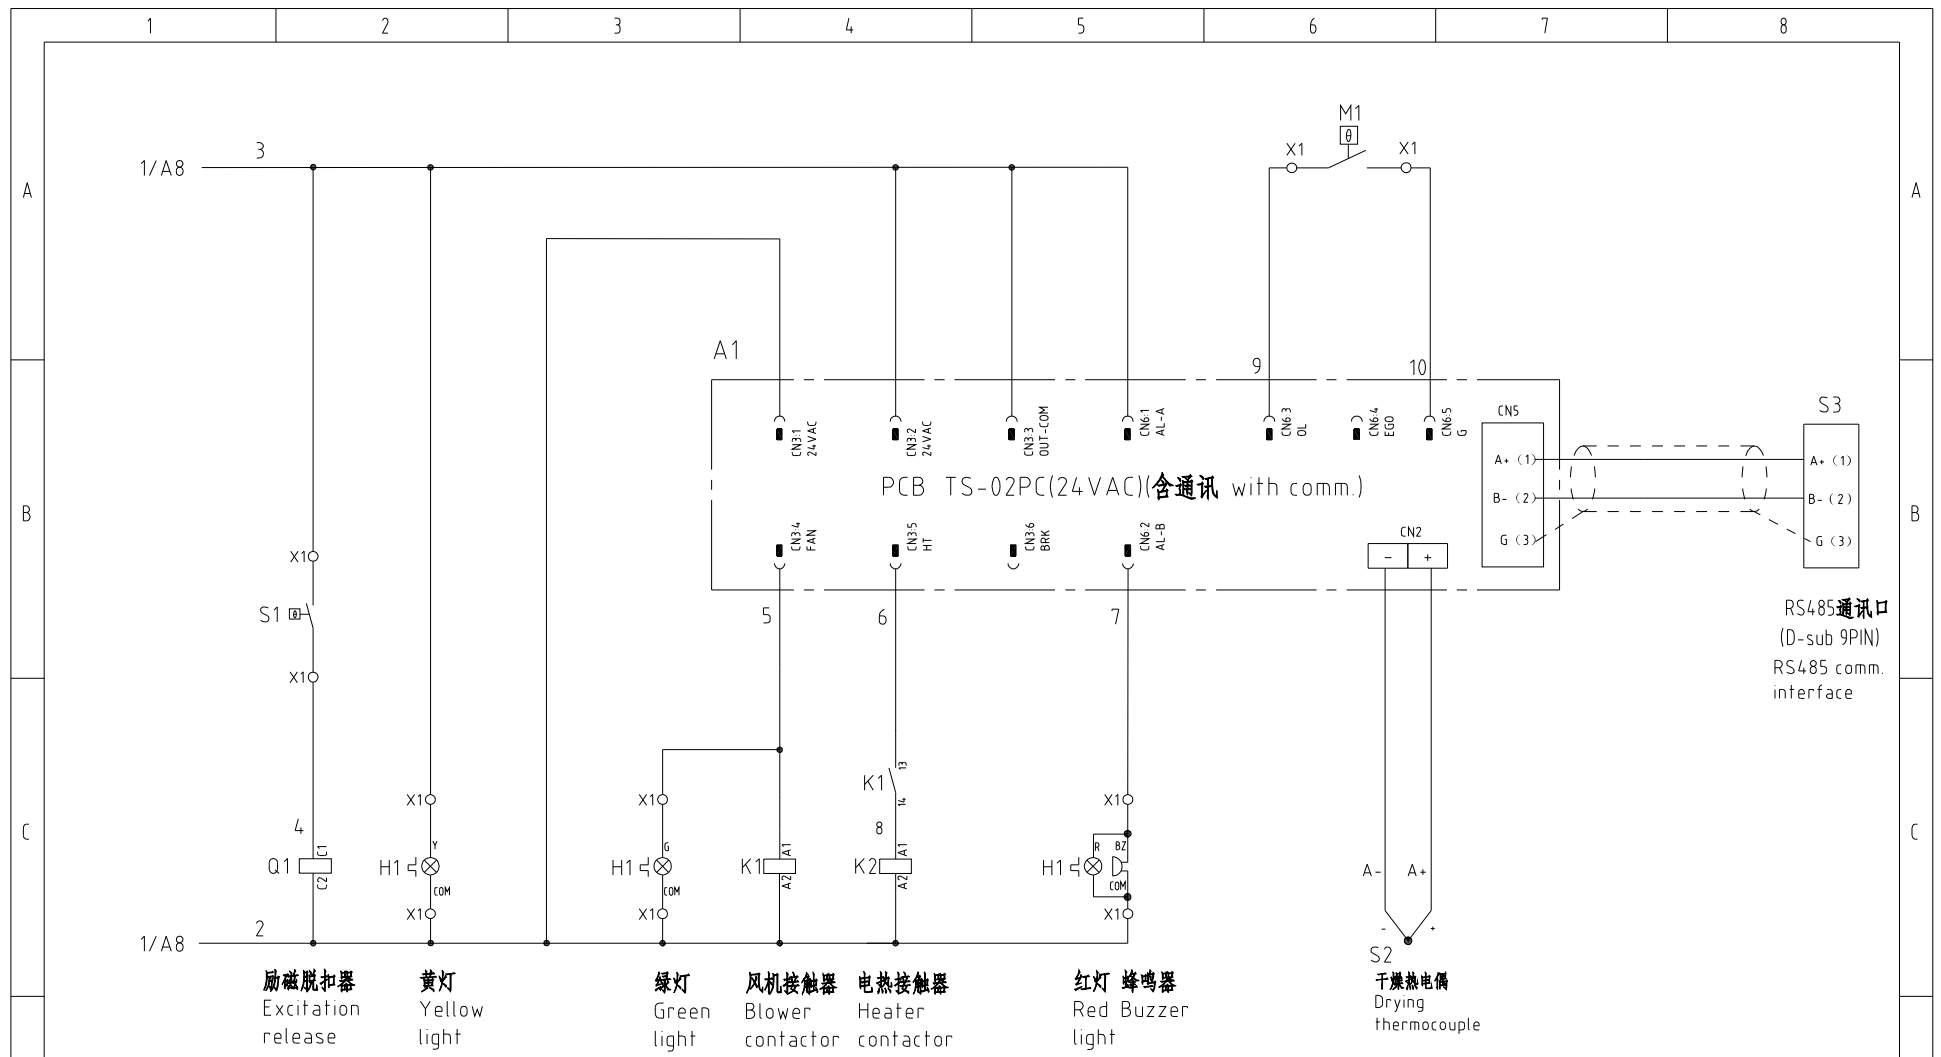 1 2 3 4 5 6 7 8
M1
θ
X1 X1
3
1/A8
A A
A1
9 10
CN3:1
24VAC
CN3:2
24VAC
CN3:3
OUT-COM
CN6:1
AL-A
CN6:3
OL
CN6:4
EGO
CN6:5
G
CN5
S3
A+ (1) A+ (1)
PCB TS-02PC(24VAC)(含通讯 with comm.)
B- (2) B- (2)
B B
CN3:4
FAN
CN3:5
HT
CN3:6
BRK
CN6:2
AL-B
CN2
- +
G (3) G (3)
X1
S1 θ
5 6 7
RS485通讯口
(D-sub 9PIN)
RS485 comm.
interface
X1
K1 13
14
X1 X1 X1
4 8
C C
Q1 C1
C2
H1 Y
COM
H1 G
COM
K1 A1
A2
K2 A1
A2
H1 R BZ
COM
A- A+
X1 X1 X1
- +
2
1/A8
S2
励磁脱扣器
Excitation
release
黄灯
Yellow
light
绿灯
Green
light
风机接触器
Blower
contactor
电热接触器
Heater
contactor
红灯 蜂鸣器
Red Buzzer
light
干燥热电偶
Drying
thermocouple